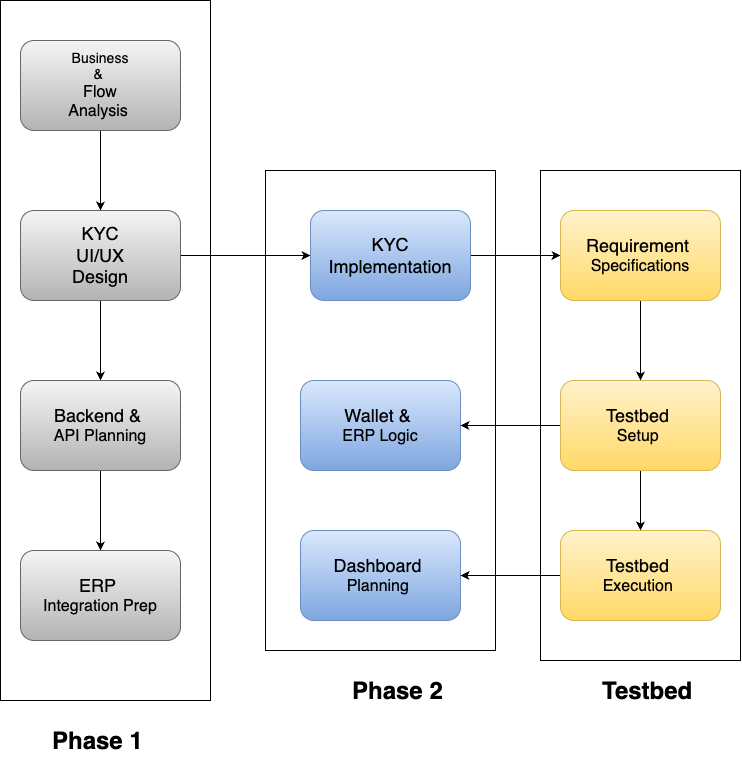 Business
&
Flow
Analysis
KYC
UI/UX
Design
Backend &
API Planning
ERP
Integration Prep
Phase 1
KYC
Implementation
Wallet &
ERP Logic
Dashboard
Planning
Phase 2
Requirement
Specifications
Testbed
Setup
Testbed
Execution
Testbed